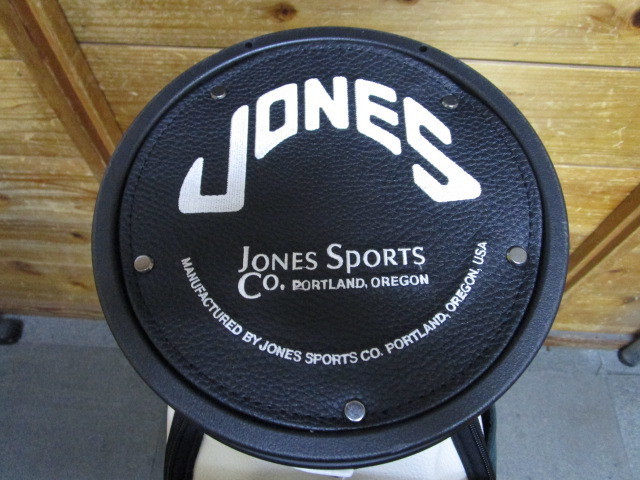 JONES
JONES SPORTS
CO. PORTLAND, OREGON
MANUFACTURED BY JONES SPORTS CO. PORTLAND, OREGON, USA